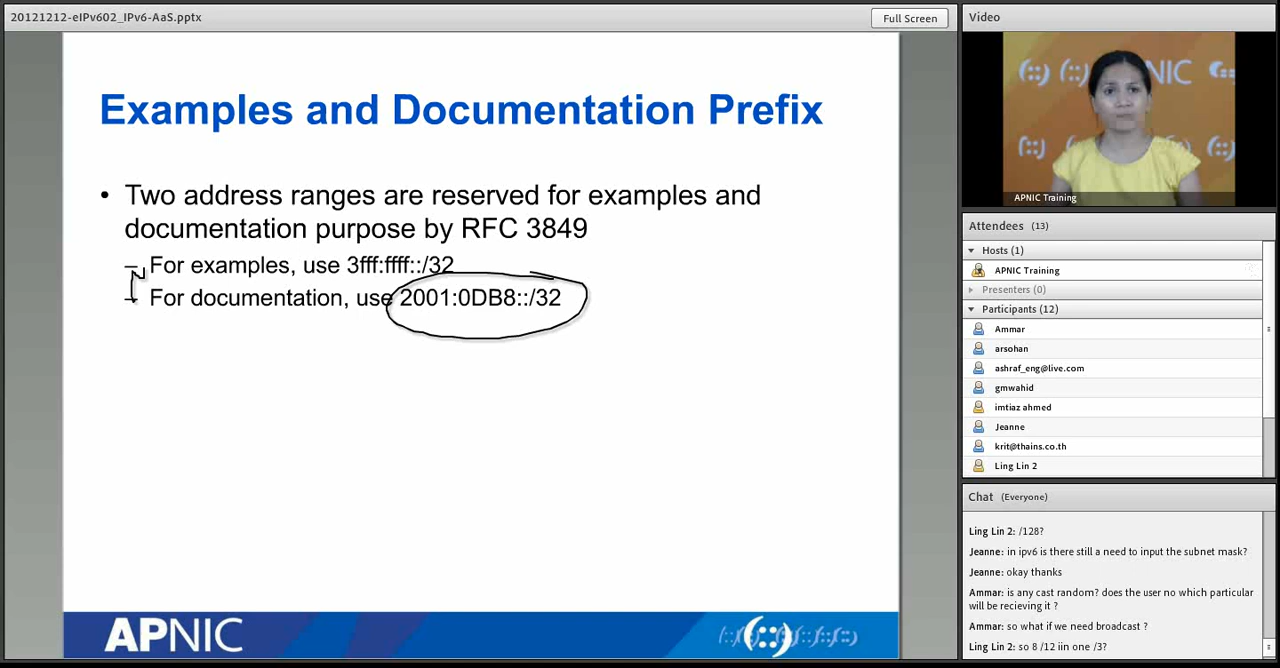 20121212-eIPv602_IPv6-AaS.pptx
Full Screen
Examples and Documentation Prefix
• Two address ranges are reserved for examples and
documentation purpose by RFC 3849
– For examples, use 3fff:ffff::/32
– For documentation, use 2001:0DB8::/32
APNIC
Video
NIC
APNIC Training
Attendees (13)
Hosts (1)
APNIC Training
Presenters (0)
Participants (12)
Ammar
arsohan
ashraf_eng@live.com
gmwahid
imtiaz ahmed
Jeanne
krit@thains.co.th
Ling Lin 2
Chat (Everyone)
Ling Lin 2: /128?
Jeanne: in ipv6 is there still a need to input the subnet mask?
Jeanne: okay thanks
Ammar: is any cast random? does the user no which particular
will be recieving it ?
Ammar: so what if we need broadcast ?
Ling Lin 2: so 8 /12 iin one /3?